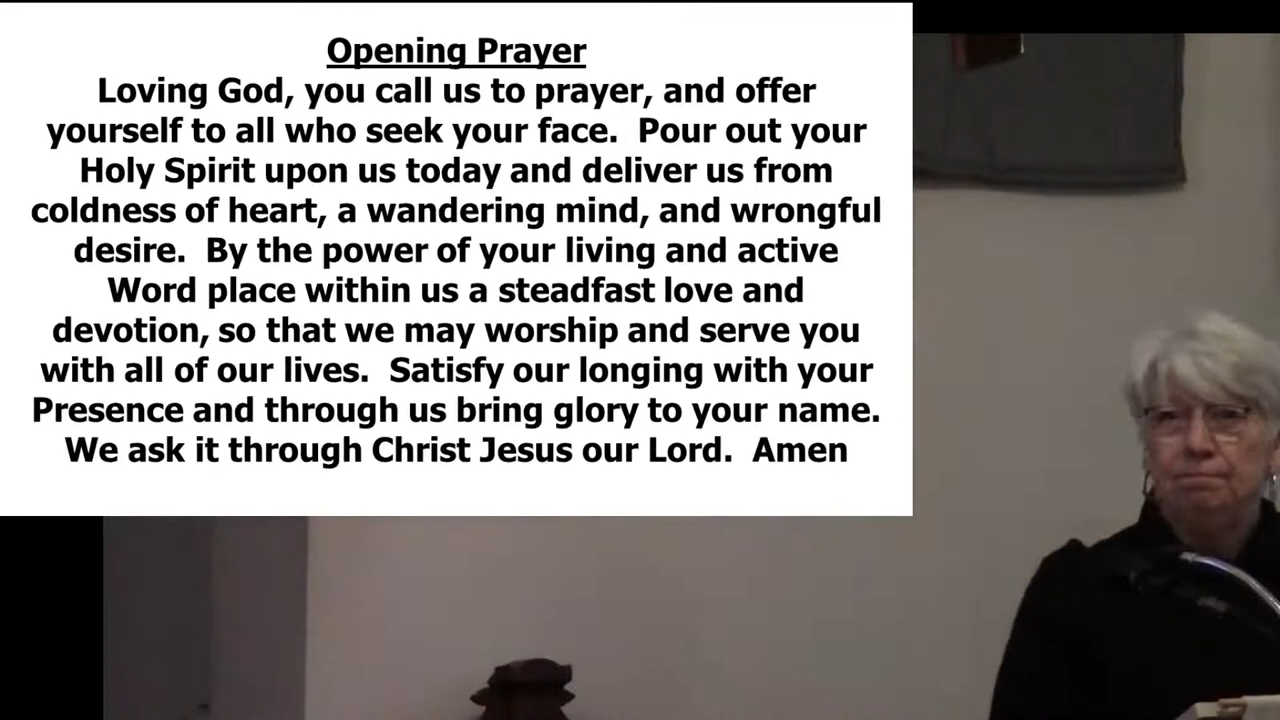 Opening Prayer
Loving God, you call us to prayer, and offer
yourself to all who seek your face.  Pour out your
Holy Spirit upon us today and deliver us from
coldness of heart, a wandering mind, and wrongful
desire.  By the power of your living and active
Word place within us a steadfast love and
devotion, so that we may worship and serve you
with all of our lives.  Satisfy our longing with your
Presence and through us bring glory to your name.
We ask it through Christ Jesus our Lord.  Amen